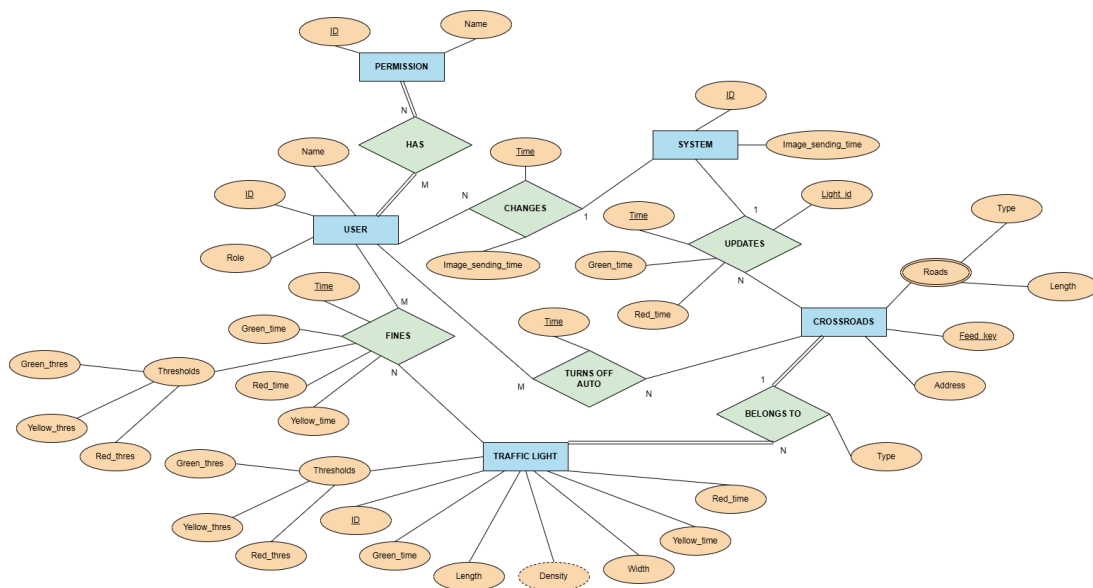 Name
ID
PERMISSION
N
HAS
M
ID
SYSTEM
Image_sending_time
Name
ID
USER
Role
N
Time
CHANGES
1
Image_sending_time
Light_id
1
Time
UPDATES
Green_time
N
Red_time
Type
Roads
Length
CROSSROADS
Feed_key
Address
Time
M
Green_time
FINES
N
Green_thres
Thresholds
Red_time
Yellow_thres
Yellow_time
Red_thres
Time
TURNS OFF
AUTO
M
N
1
BELONGS TO
N
Type
TRAFFIC LIGHT
Green_thres
Thresholds
Yellow_thres
Red_thres
ID
Green_time
Length
Density
Width
Yellow_time
Red_time